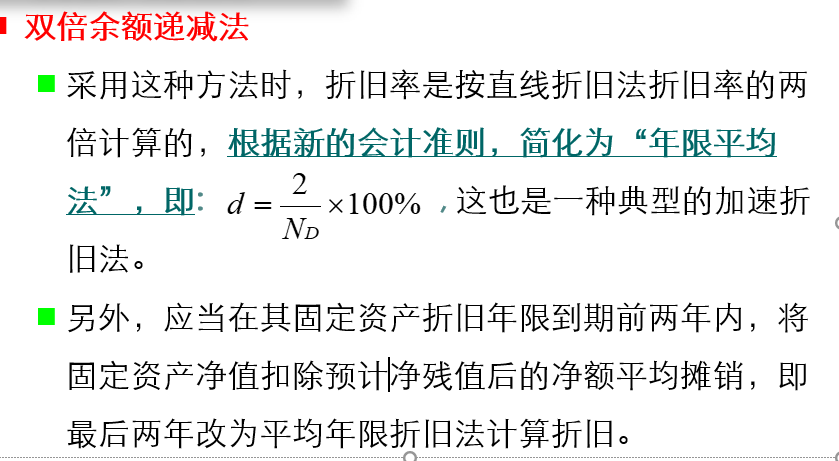 双倍余额递减法
采用这种方法时，折旧率是按直线折旧法折旧率的两
倍计算的，根据新的会计准则，简化为“年限平均
法”，即：d = 2/N_D ×100% ，这也是一种典型的加速折
旧法。
另外，应当在其固定资产折旧年限到期前两年内，将
固定资产净值扣除预计净残值后的净额平均摊销，即
最后两年改为平均年限折旧法计算折旧。